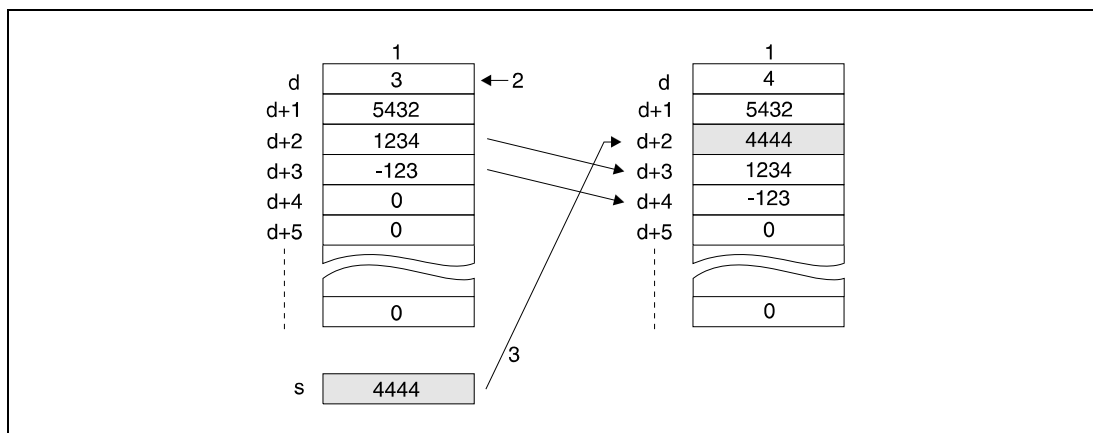 1 1
d 3 2 d 4
d+1 5432 d+1 5432
d+2 1234 d+2 4444
d+3 -123 d+3 1234
d+4 0 d+4 -123
d+5 0 d+5 0
0 0
3
s 4444